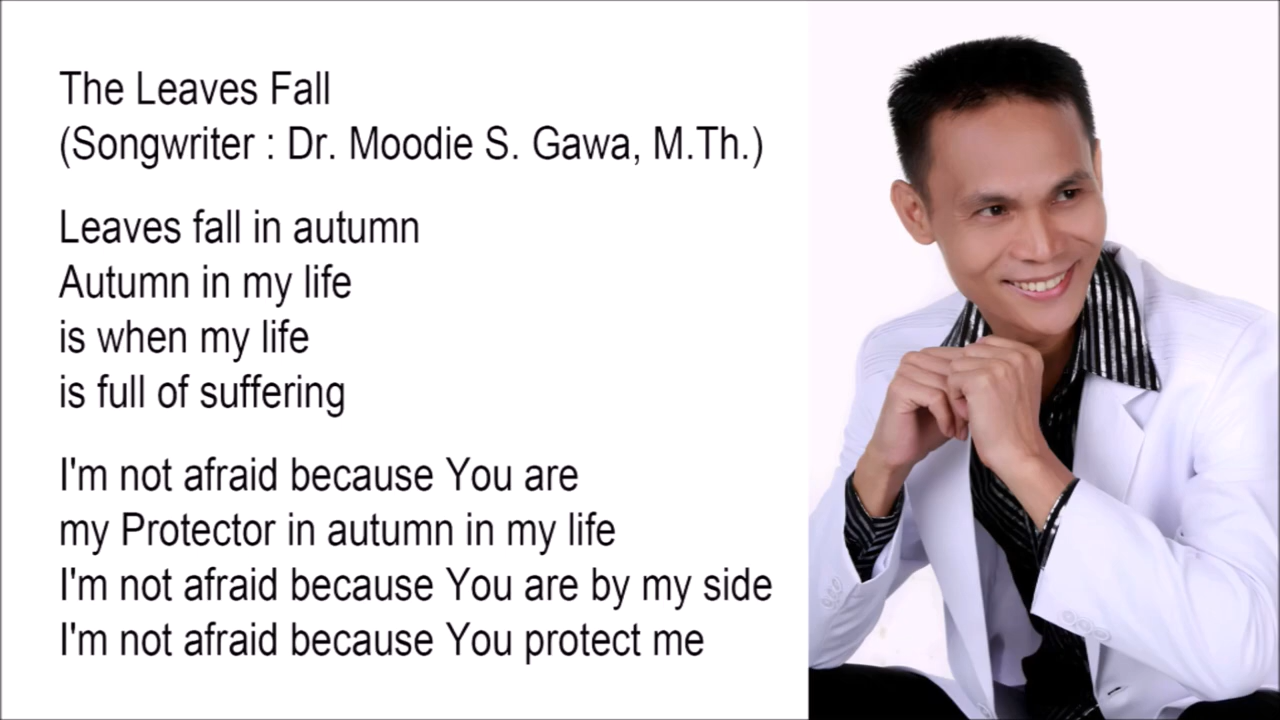 The Leaves Fall
(Songwriter : Dr. Moodie S. Gawa, M.Th.)
Leaves fall in autumn
Autumn in my life
is when my life
is full of suffering
I'm not afraid because You are
my Protector in autumn in my life
I'm not afraid because You are by my side
I'm not afraid because You protect me